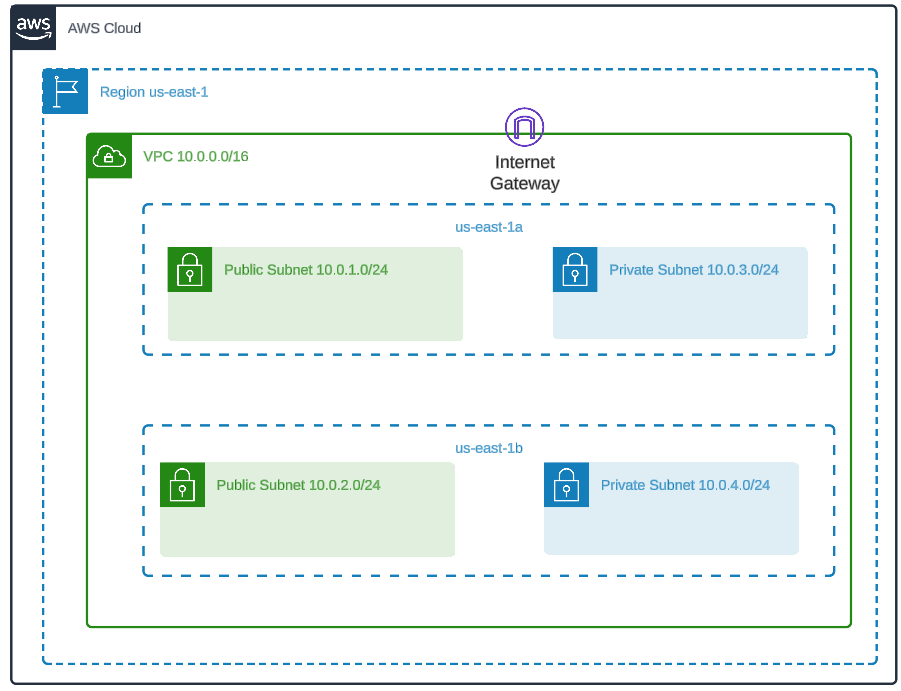 aws
AWS Cloud
Region us-east-1
VPC 10.0.0.0/16
Internet
Gateway
us-east-1a
Public Subnet 10.0.1.0/24
Private Subnet 10.0.3.0/24
us-east-1b
Public Subnet 10.0.2.0/24
Private Subnet 10.0.4.0/24